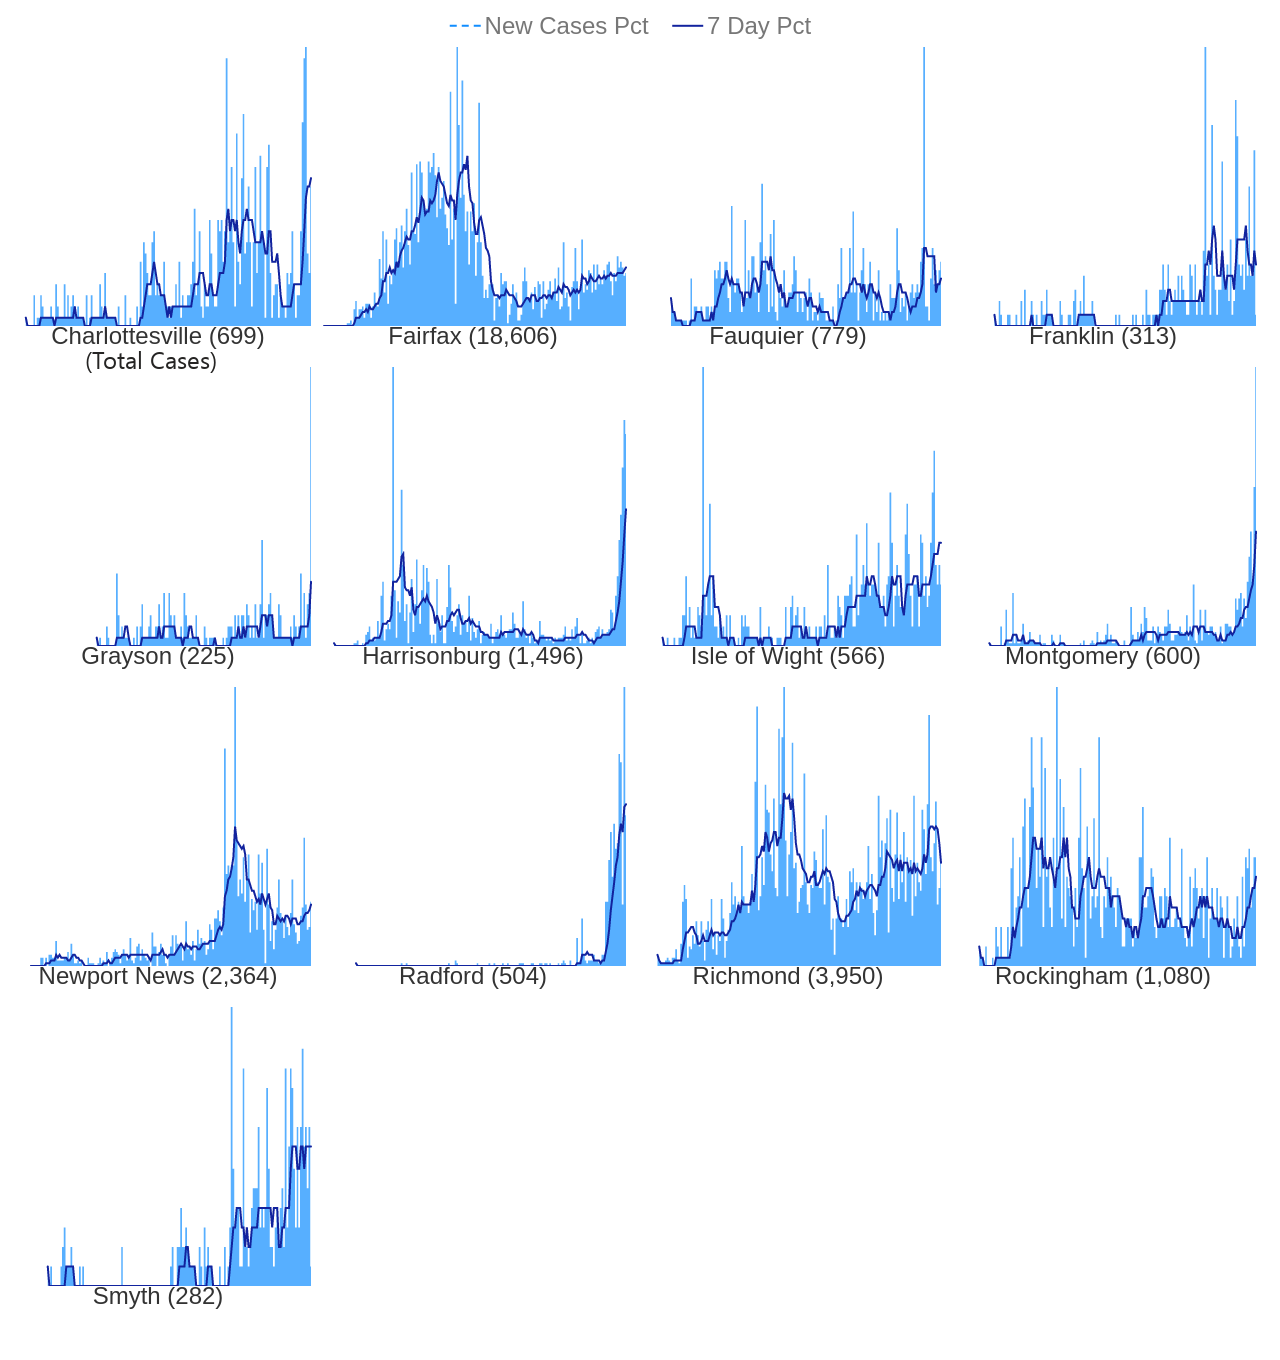 New Cases Pct 7 Day Pct
Charlottesville (699) Fairfax (18,606) Fauquier (779) Franklin (313)
(Total Cases)
Grayson (225) Harrisonburg (1,496) Isle of Wight (566) Montgomery (600)
Newport News (2,364) Radford (504) Richmond (3,950) Rockingham (1,080)
Smyth (282)